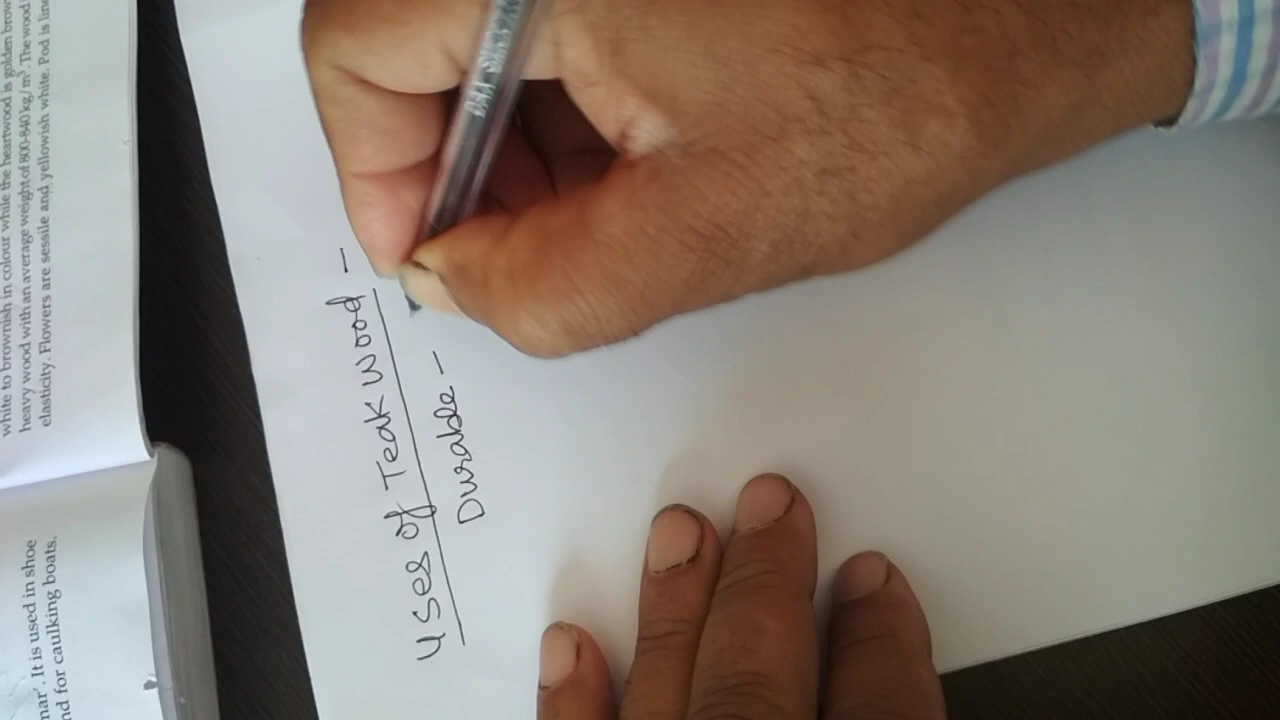 white to brownish in colour while the heartwood is golden brow
heavy wood with an average weight of 800-840 kg/m³. The wood
elasticity. Flowers are sessile and yellowish white. Pod is line
nar'. It is used in shoe
nd for caulking boats.
Uses of Teak wood -
Durable -